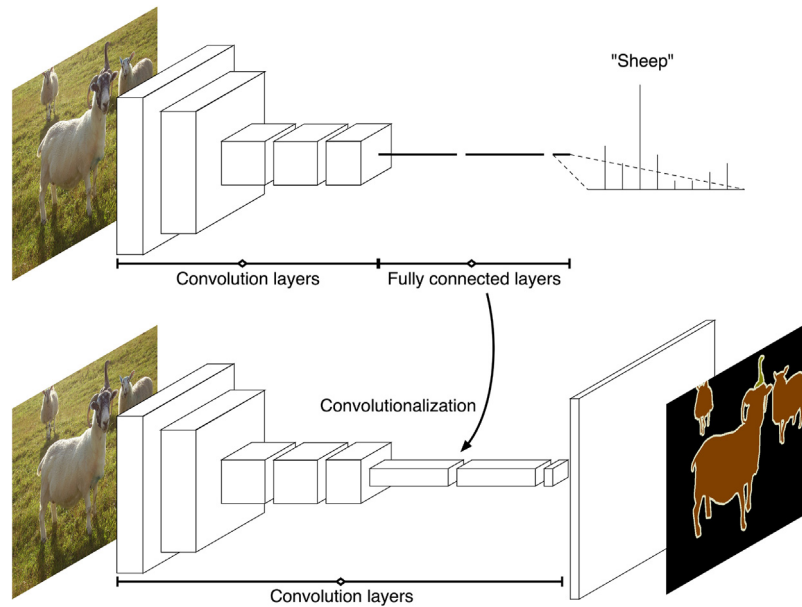 "Sheep"
Convolution layers
Fully connected layers
Convolutionalization
Convolution layers